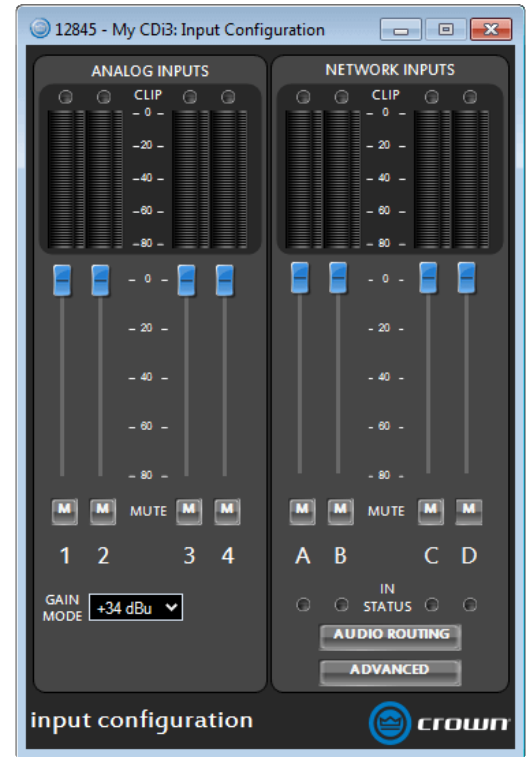 12845 - My CDi3: Input Configuration
ANALOG INPUTS
CLIP
– 0 –
–20 –
–40 –
–60 –
–80 –
– 0 –
– 20 –
– 40 –
– 60 –
– 80 –
M M MUTE M M
1 2 3 4
GAIN
MODE
+34 dBu
NETWORK INPUTS
CLIP
– 0 –
– 20 –
– 40 –
– 60 –
– 80 –
- 0 -
- 20 -
- 40 -
- 60 -
- 80 -
M M MUTE M M
A B C D
IN
STATUS
AUDIO ROUTING
ADVANCED
input configuration
crown